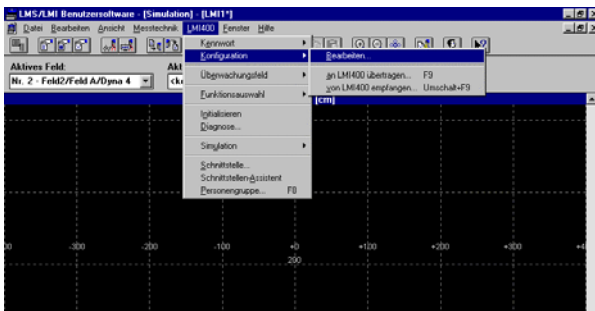 LMS/LMI Benutzersoftware - [Simulation] - [LMI1*]
Datei Bearbeiten Ansicht Messtechnik LMI400 Fenster Hilfe
Aktives Feld:
Nr. 2 - Feld2/Feld A/Dyna 4
Kennwort
Konfiguration
Überwachungsfeld
Funktionsauswahl
Initialisieren
Diagnose...
Simulation
Schnittstelle...
Schnittstellen-Assistent
Personengruppe... F8
Bearbeiten...
an LMI400 übertragen... F9
von LMI400 empfangen... Umschalt+F9
[cm]
-300 -200 -100 +0 +100 +200 +300
200